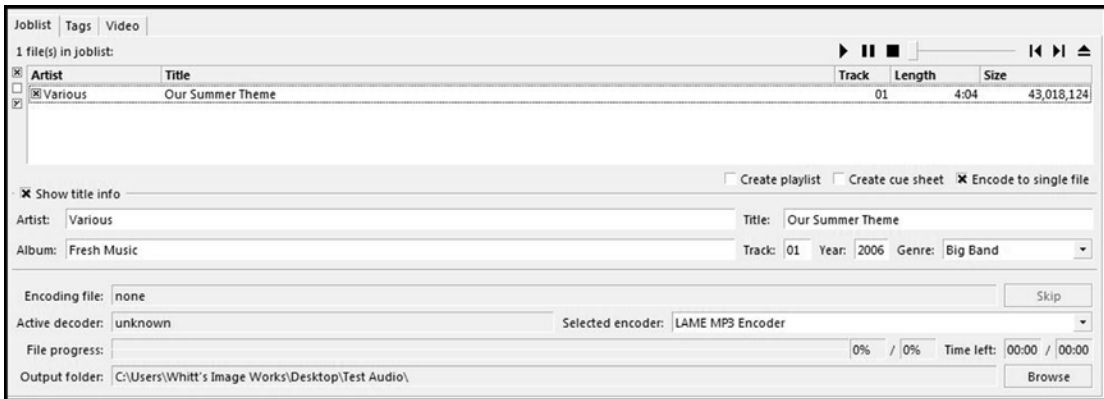 Joblist Tags Video
1 file(s) in joblist:
Artist Title Track Length Size
Various Our Summer Theme 01 4:04 43,018,124
Create playlist Create cue sheet Encode to single file
Show title info
Artist: Various Title: Our Summer Theme
Album: Fresh Music Track: 01 Year: 2006 Genre: Big Band
Encoding file: none Skip
Active decoder: unknown Selected encoder: LAME MP3 Encoder
File progress: 0% / 0% Time left: 00:00 / 00:00
Output folder: C:\Users\Whitt's Image Works\Desktop\Test Audio\ Browse